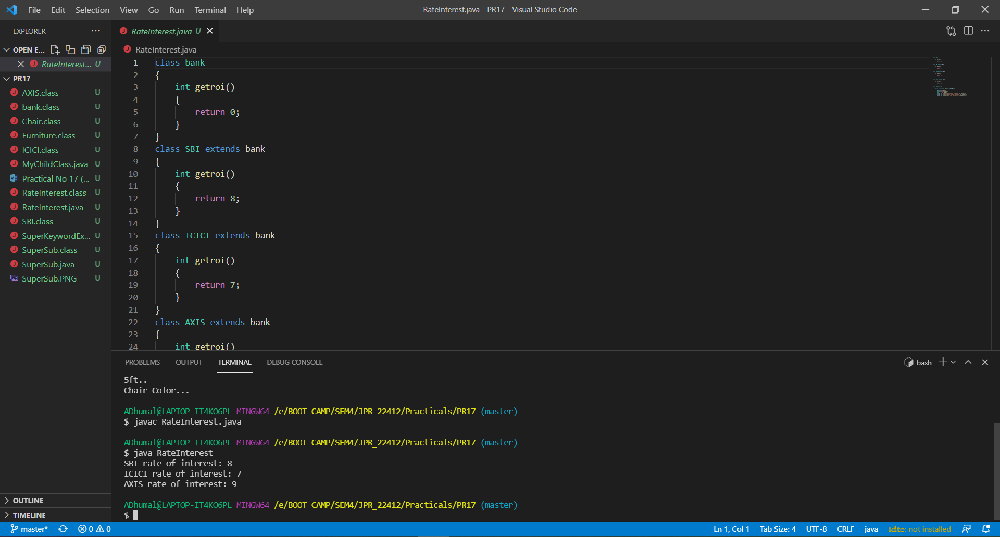 File Edit Selection View Go Run Terminal Help
RateInterest.java - PR17 - Visual Studio Code
EXPLORER
OPEN E...
RateInterest... U
PR17
AXIS.class U
bank.class U
Chair.class U
Furniture.class U
ICICI.class U
MyChildClass.java U
Practical No 17 (... U
RateInterest.class U
RateInterest.java U
SBI.class U
SuperKeywordEx... U
SuperSub.class U
SuperSub.java U
SuperSub.PNG U
OUTLINE
TIMELINE
RateInterest.java U
RateInterest.java
1 class bank
2 {
3 int getroi()
4 {
5 return 0;
6 }
7 }
8 class SBI extends bank
9 {
10 int getroi()
11 {
12 return 8;
13 }
14 }
15 class ICICI extends bank
16 {
17 int getroi()
18 {
19 return 7;
20 }
21 }
22 class AXIS extends bank
23 {
24 int getroi()
PROBLEMS OUTPUT TERMINAL DEBUG CONSOLE
bash
5ft..
Chair Color...
ADhumal@LAPTOP-IT4KO6PL MINGW64 /e/BOOT CAMP/SEM4/JPR_22412/Practicals/PR17 (master)
$ javac RateInterest.java
ADhumal@LAPTOP-IT4KO6PL MINGW64 /e/BOOT CAMP/SEM4/JPR_22412/Practicals/PR17 (master)
$ java RateInterest
SBI rate of interest: 8
ICICI rate of interest: 7
AXIS rate of interest: 9
ADhumal@LAPTOP-IT4KO6PL MINGW64 /e/BOOT CAMP/SEM4/JPR_22412/Practicals/PR17 (master)
$
master* 0 0
Ln 1, Col 1 Tab Size: 4 UTF-8 CRLF java kite: not installed